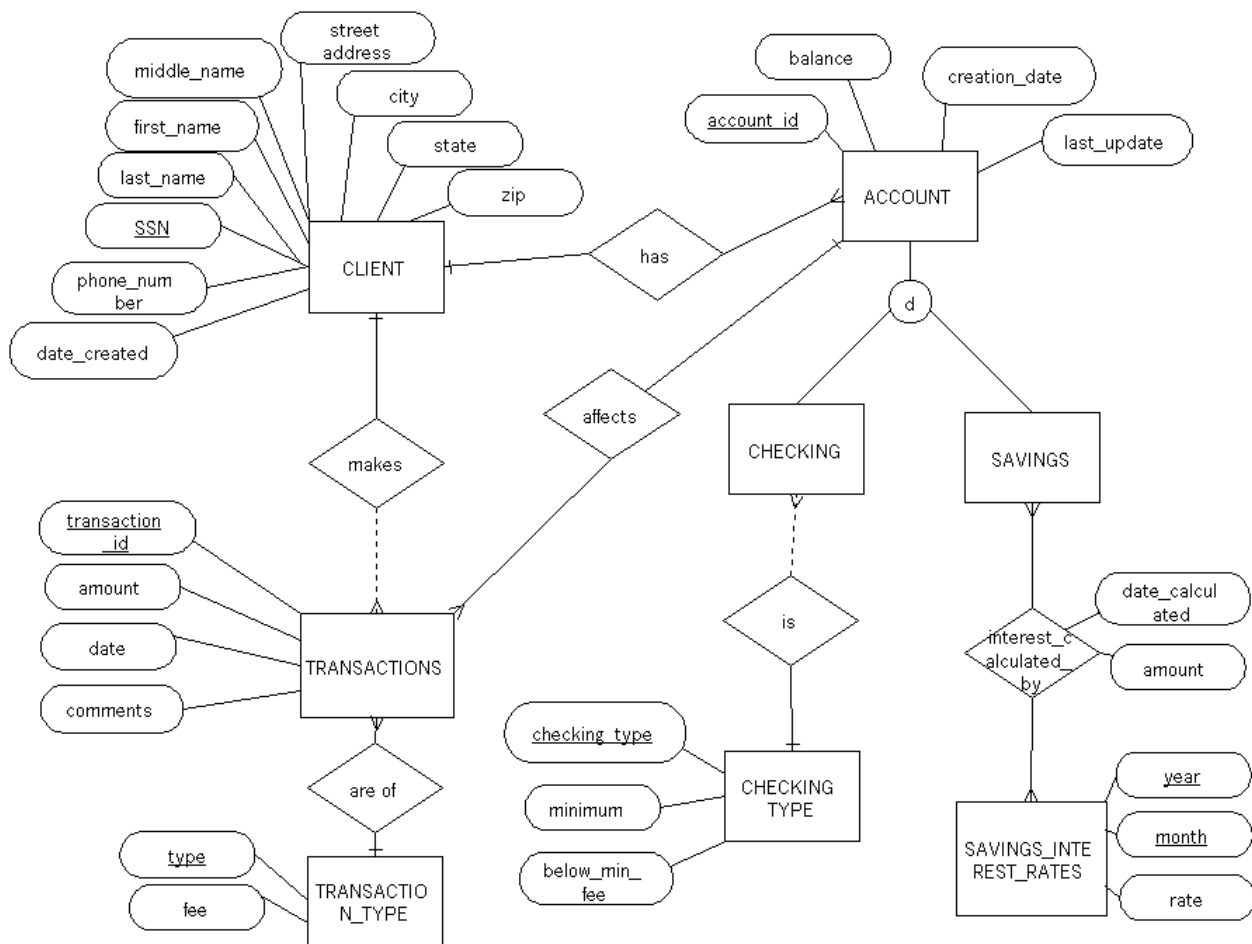 street
address
middle_name
city
first_name
state
last_name
zip
SSN
phone_num
ber
date_created
CLIENT
balance
creation_date
account_id
last_update
ACCOUNT
has
d
affects
makes
CHECKING
SAVINGS
transaction
_id
amount
date
comments
TRANSACTIONS
is
date_calcul
ated
interest_c
alculated_
by
amount
are of
checking_type
minimum
below_min_
fee
CHECKING
TYPE
year
month
rate
SAVINGS_INTE
REST_RATES
type
fee
TRANSACTIO
N_TYPE